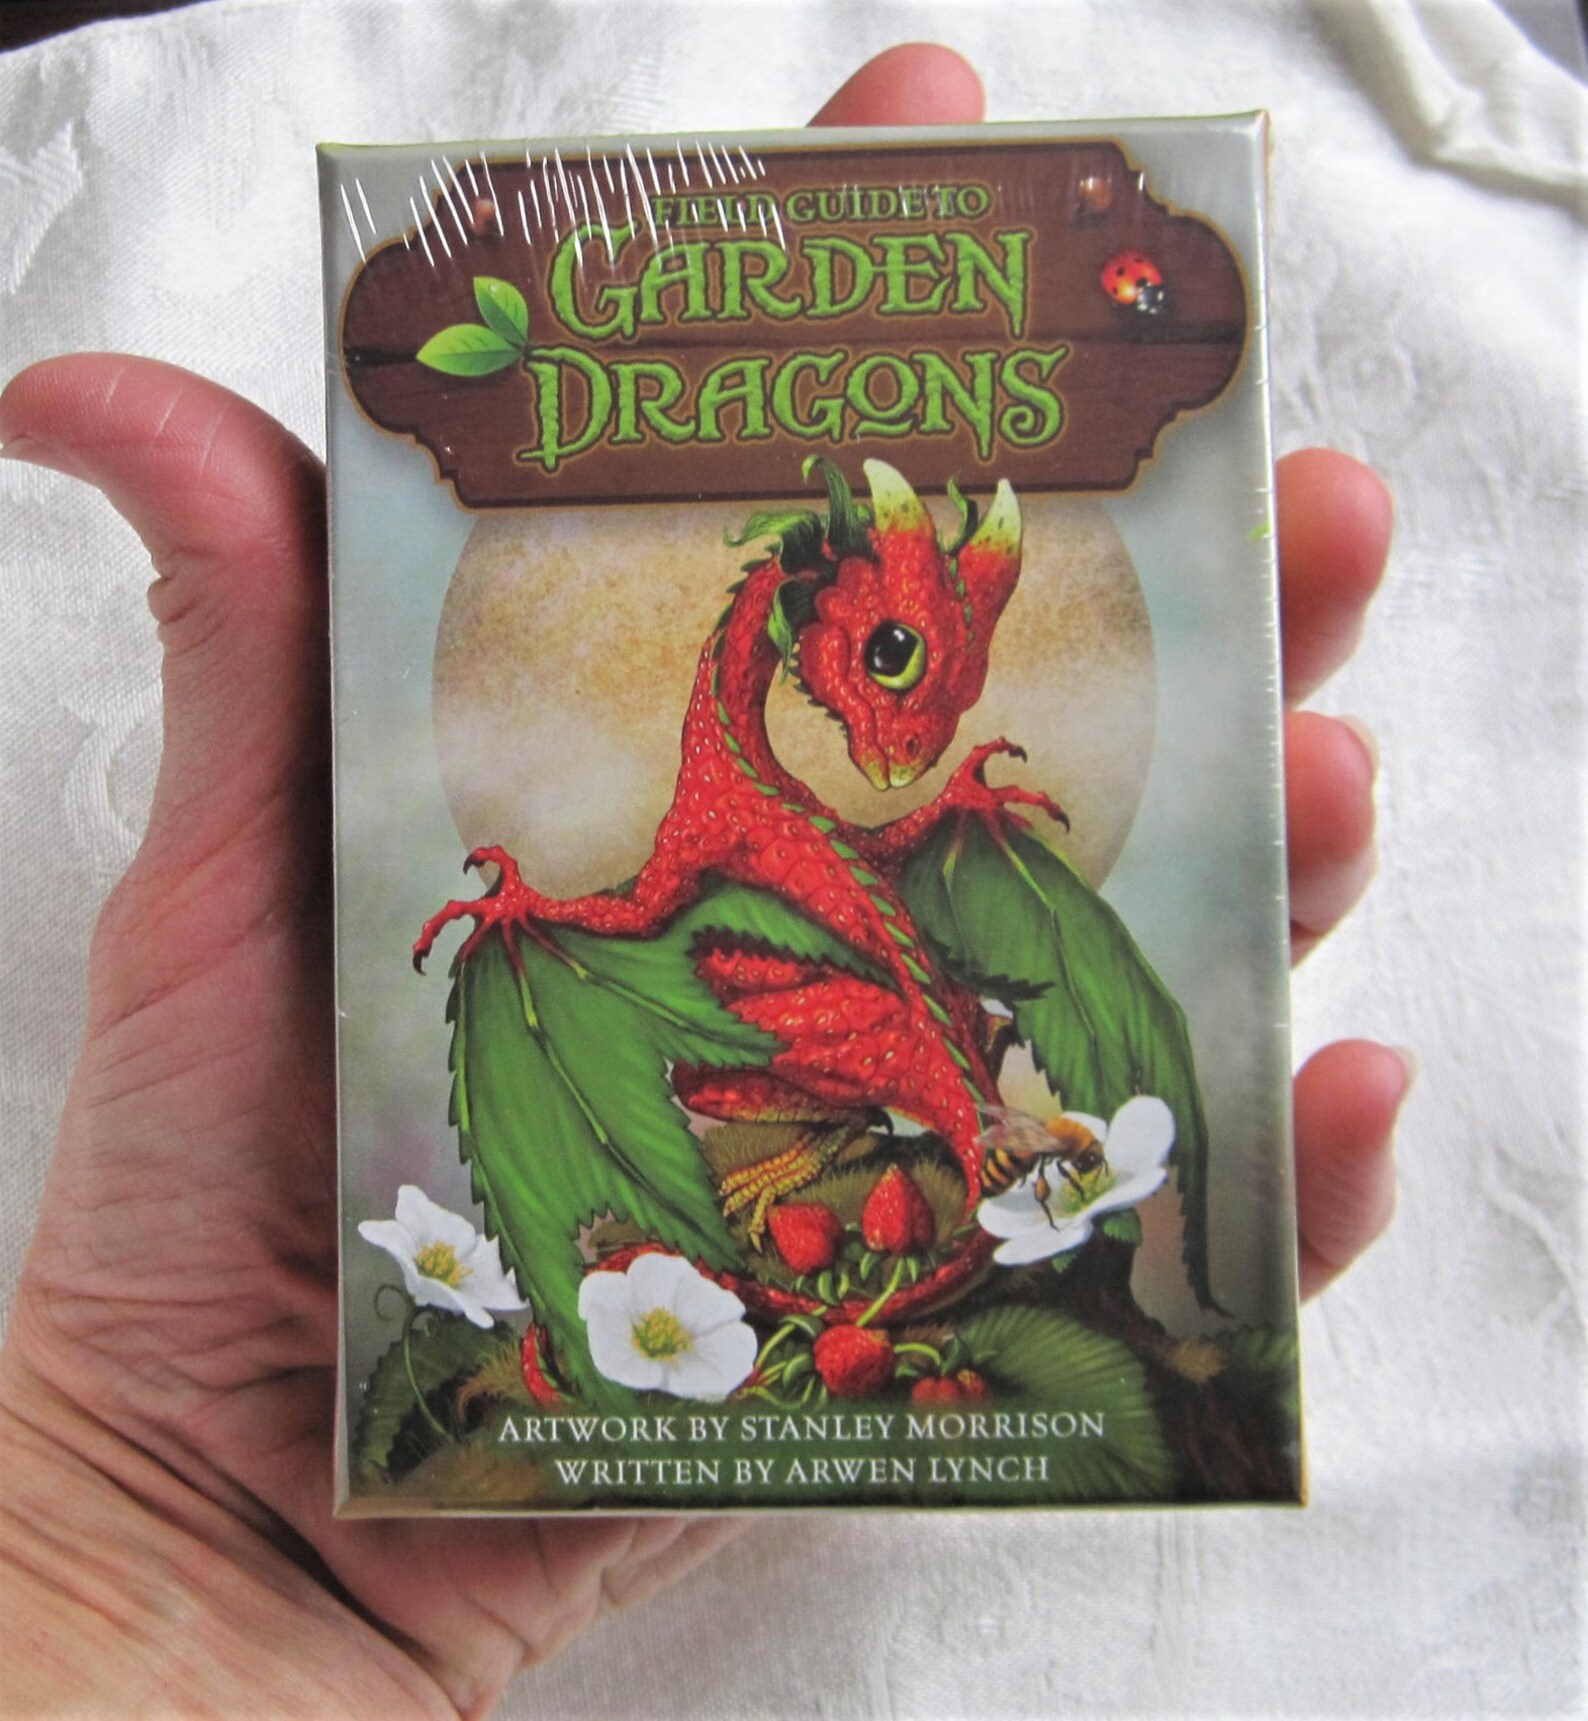 FIELD GUIDE TO
GARDEN
DRAGONS
ARTWORK BY STANLEY MORRISON
WRITTEN BY ARWEN LYNCH